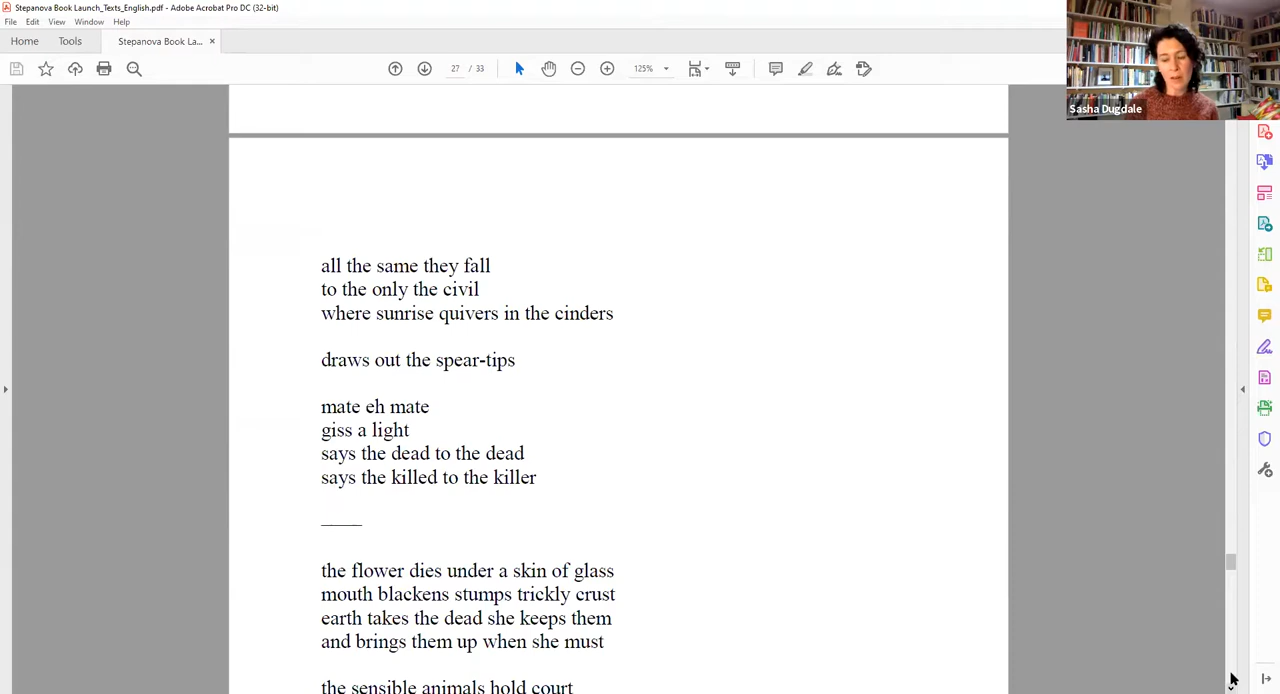 Stepanova Book Launch_Texts_English.pdf - Adobe Acrobat Pro DC (32-bit)
File Edit View Window Help
Home Tools Stepanova Book La... ×
27 / 33 125%
Sasha Dugdale
all the same they fall
to the only the civil
where sunrise quivers in the cinders
draws out the spear-tips
mate eh mate
giss a light
says the dead to the dead
says the killed to the killer
the flower dies under a skin of glass
mouth blackens stumps trickly crust
earth takes the dead she keeps them
and brings them up when she must
the sensible animals hold court